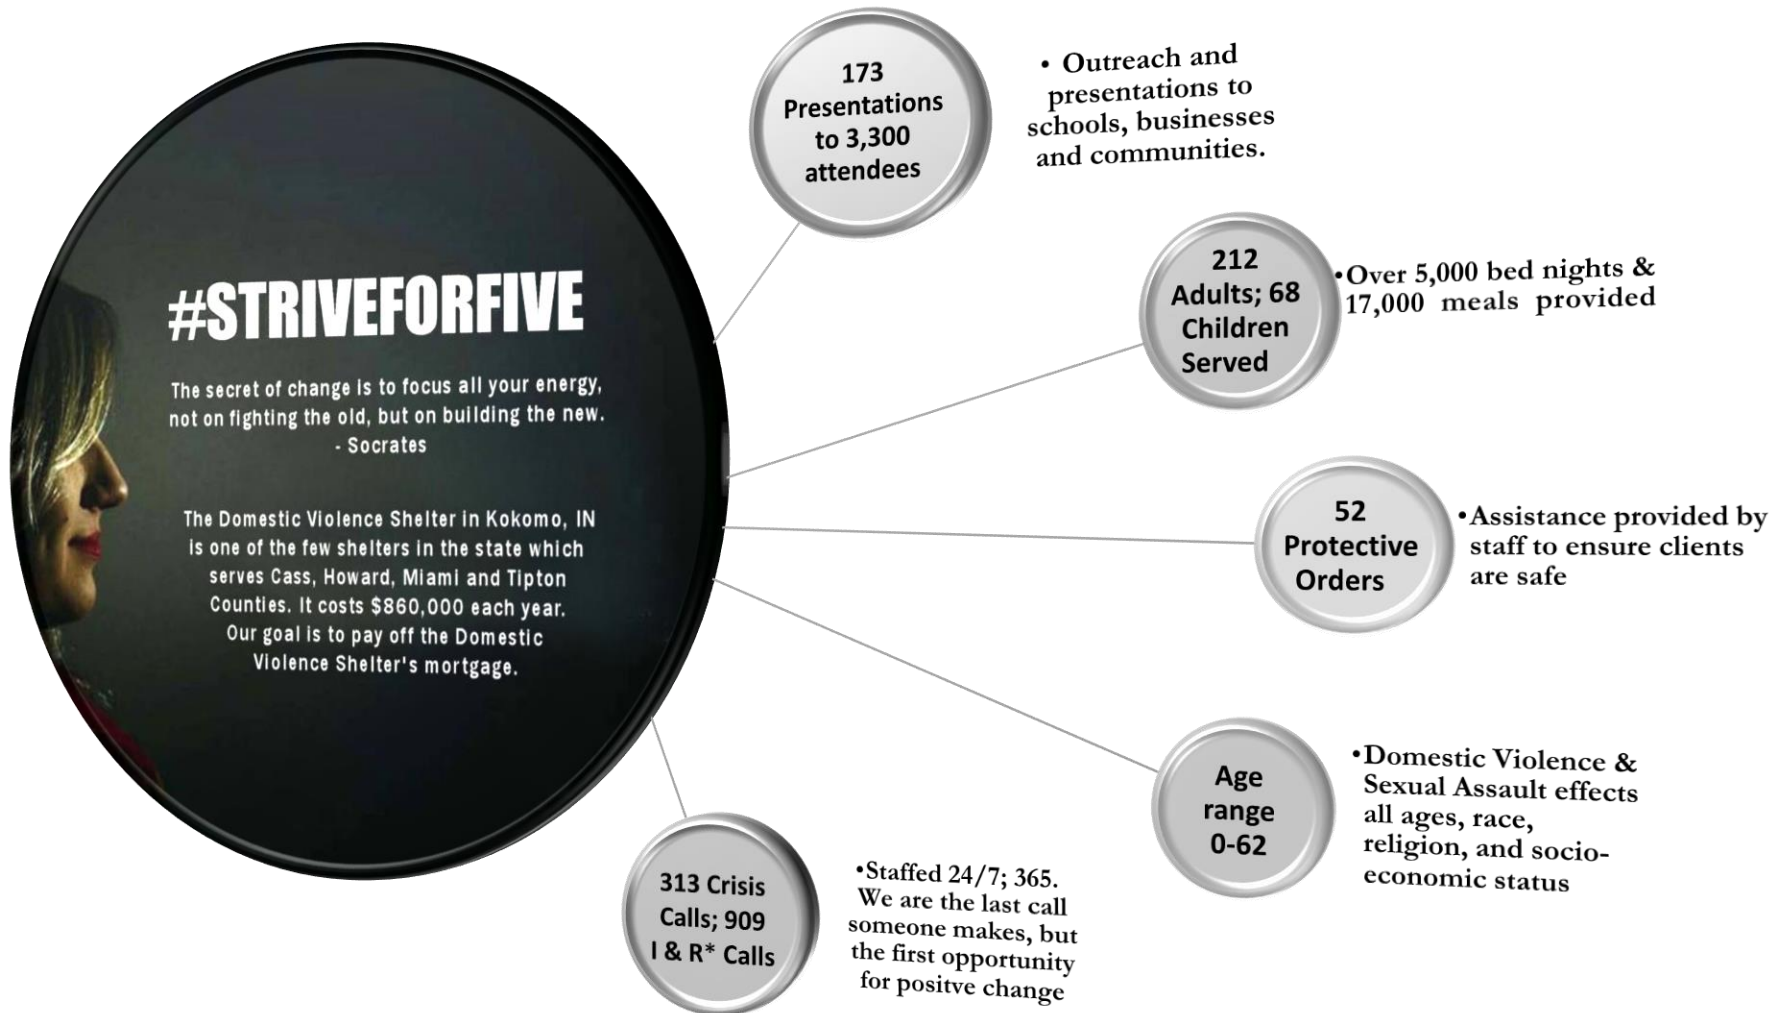 #STRIVEFORFIVE
The secret of change is to focus all your energy,
not on fighting the old, but on building the new.
- Socrates
The Domestic Violence Shelter in Kokomo, IN
is one of the few shelters in the state which
serves Cass, Howard, Miami and Tipton
Counties. It costs $860,000 each year.
Our goal is to pay off the Domestic
Violence Shelter's mortgage.
173
Presentations
to 3,300
attendees
• Outreach and
presentations to
schools, businesses
and communities.
212
Adults; 68
Children
Served
•Over 5,000 bed nights &
17,000 meals provided
52
Protective
Orders
•Assistance provided by
staff to ensure clients
are safe
Age
range
0-62
•Domestic Violence &
Sexual Assault effects
all ages, race,
religion, and socio-
economic status
313 Crisis
Calls; 909
I & R* Calls
•Staffed 24/7; 365.
We are the last call
someone makes, but
the first opportunity
for positve change